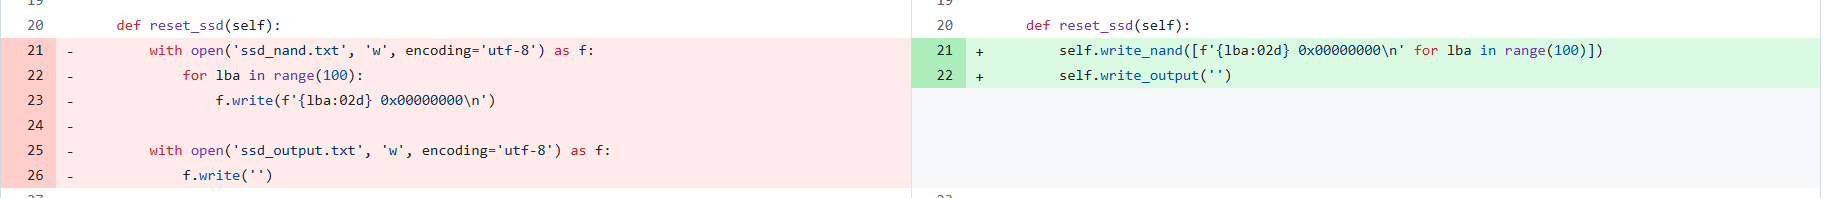 20 def reset_ssd(self):
21 - with open('ssd_nand.txt', 'w', encoding='utf-8') as f:
22 - for lba in range(100):
23 - f.write(f'{lba:02d} 0x00000000\n')
24 -
25 - with open('ssd_output.txt', 'w', encoding='utf-8') as f:
26 - f.write('')
20 def reset_ssd(self):
21 + self.write_nand([f'{lba:02d} 0x00000000\n' for lba in range(100)])
22 + self.write_output('')